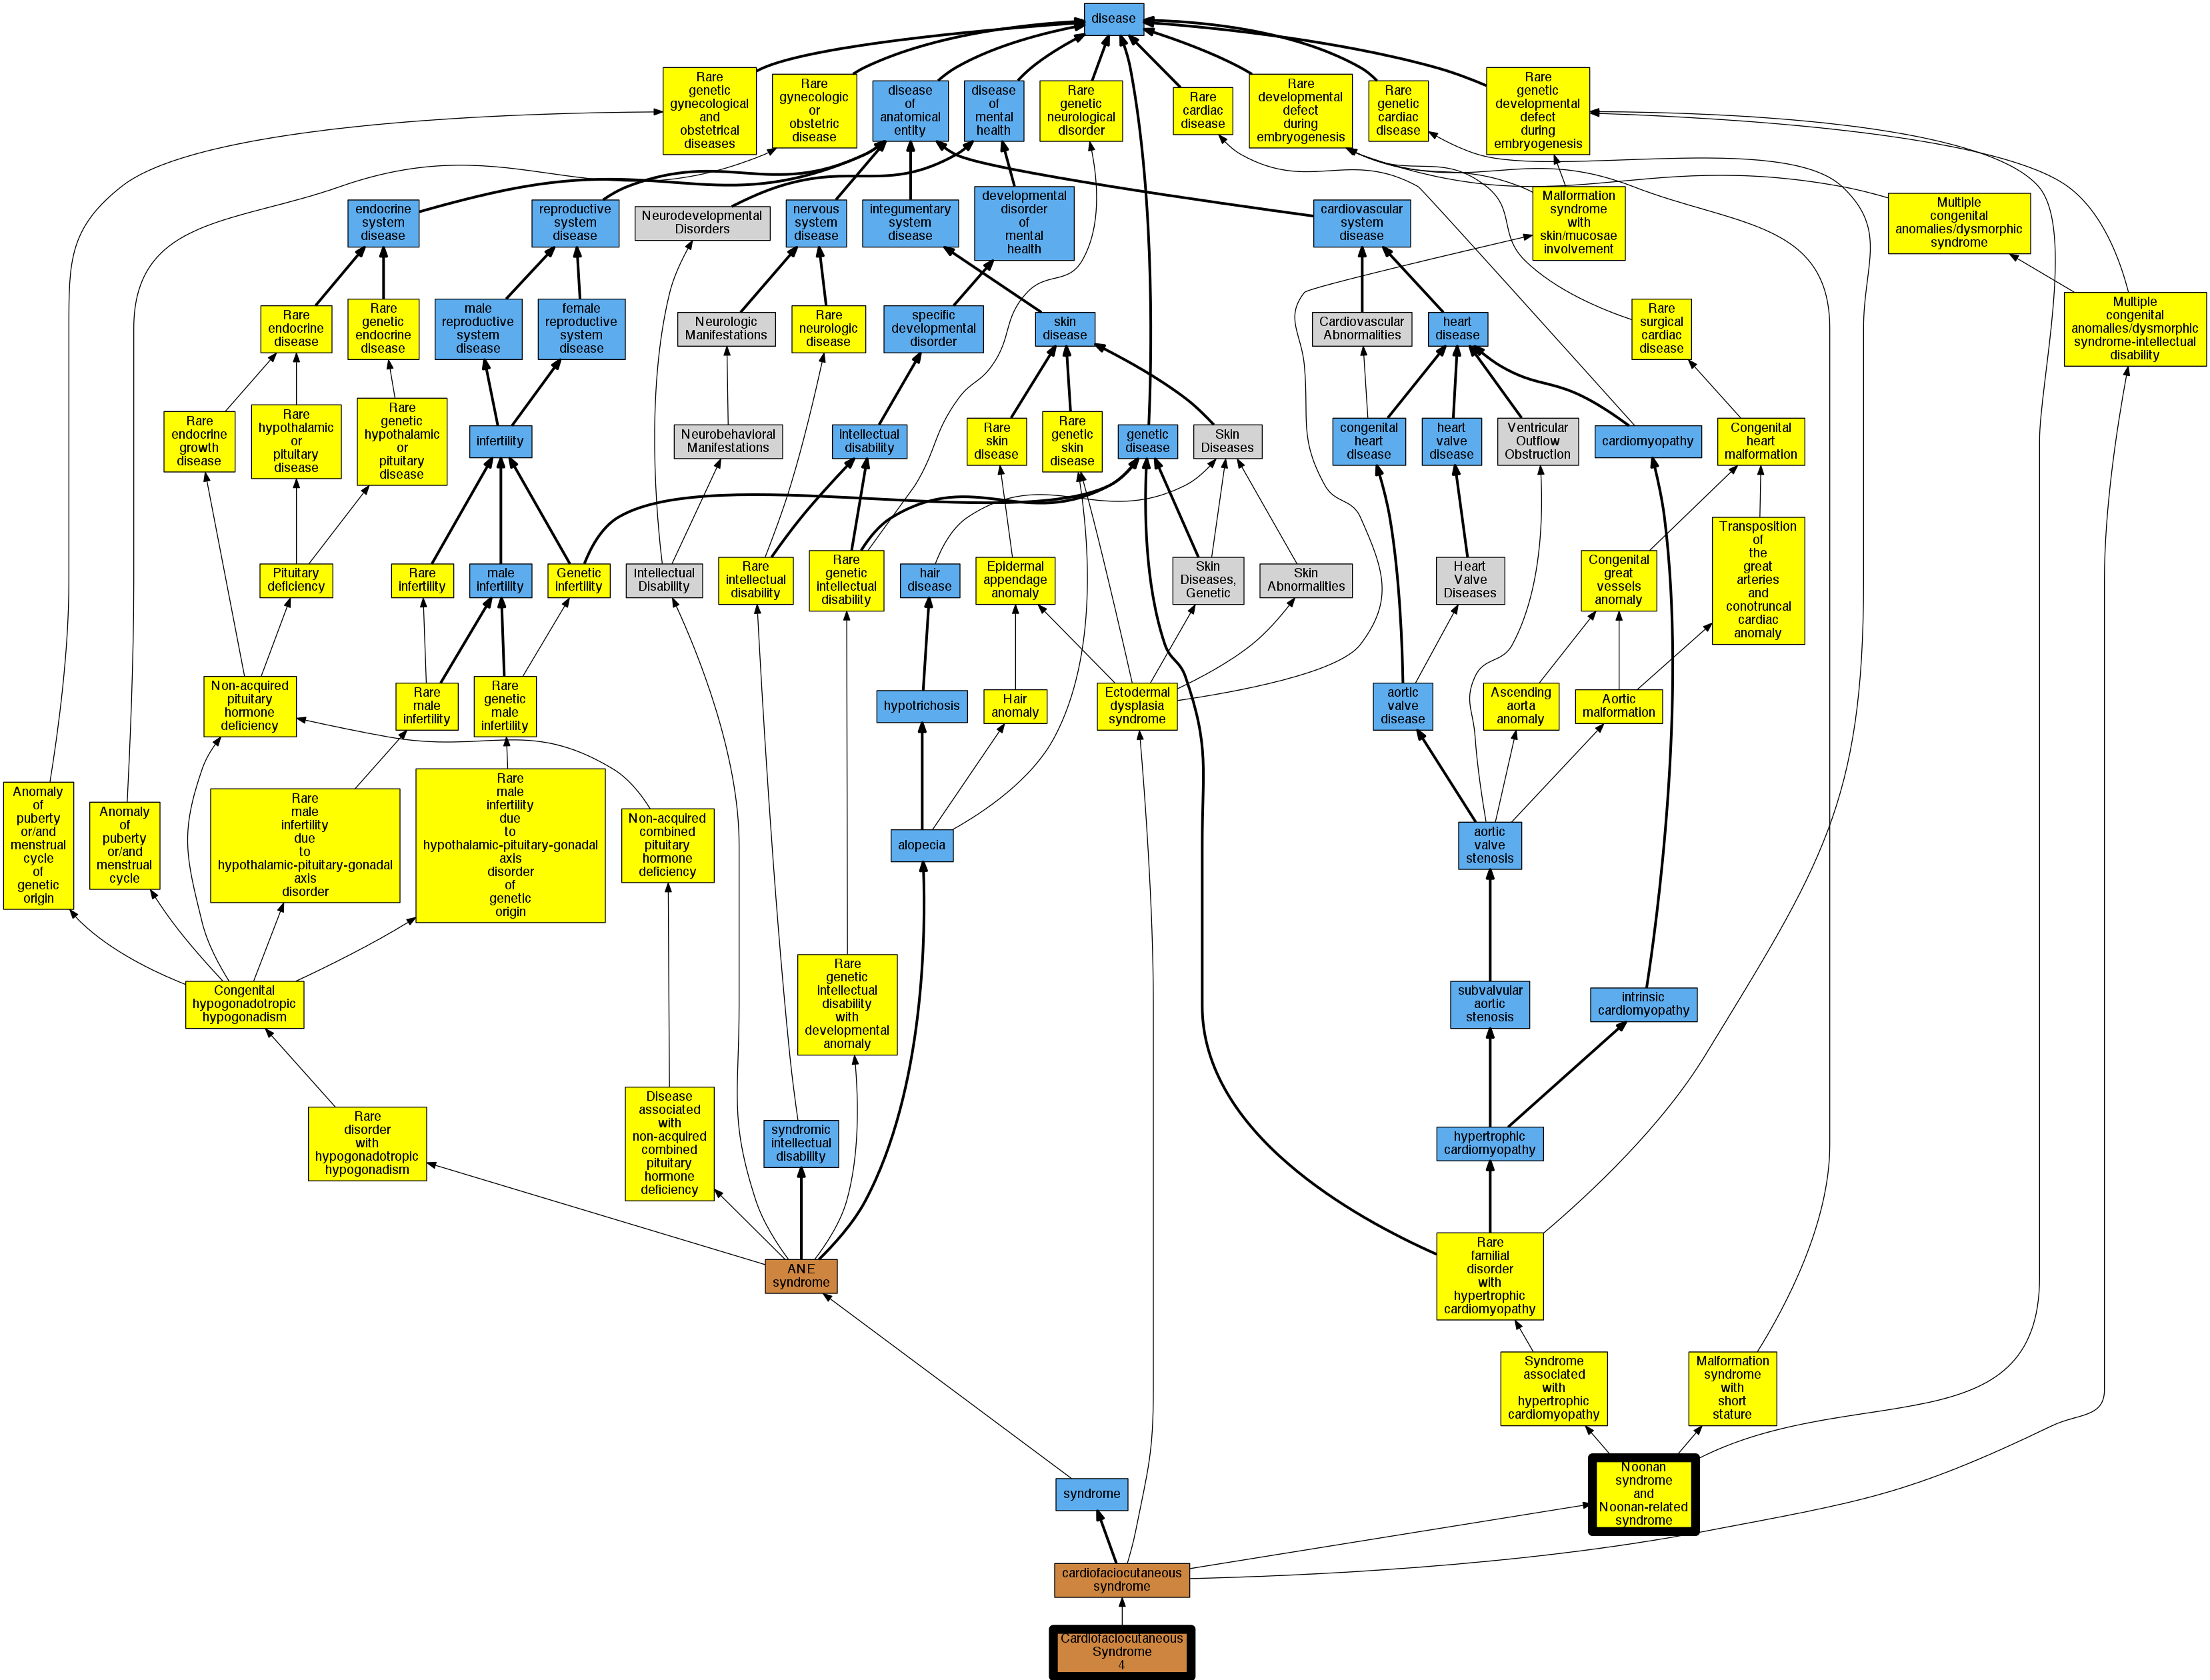 disease
Rare
genetic
gynecological
and
obstetrical
diseases
Rare
gynecologic
or
obstetric
disease
disease
of
anatomical
entity
disease
of
mental
health
Rare
genetic
neurological
disorder
Rare
cardiac
disease
Rare
developmental
defect
during
embryogenesis
Rare
genetic
cardiac
disease
Rare
genetic
developmental
defect
during
embryogenesis
endocrine
system
disease
reproductive
system
disease
Neurodevelopmental
Disorders
nervous
system
disease
integumentary
system
disease
developmental
disorder
of
mental
health
cardiovascular
system
disease
Malformation
syndrome
with
skin/mucosae
involvement
Multiple
congenital
anomalies/dysmorphic
syndrome
Rare
endocrine
disease
Rare
genetic
endocrine
disease
male
reproductive
system
disease
female
reproductive
system
disease
Neurologic
Manifestations
Rare
neurologic
disease
specific
developmental
disorder
skin
disease
Cardiovascular
Abnormalities
heart
disease
Rare
surgical
cardiac
disease
Multiple
congenital
anomalies/dysmorphic
syndrome-intellectual
disability
Rare
endocrine
growth
disease
Rare
hypothalamic
or
pituitary
disease
Rare
genetic
hypothalamic
or
pituitary
disease
infertility
Neurobehavioral
Manifestations
intellectual
disability
Rare
skin
disease
Rare
genetic
skin
disease
genetic
disease
Skin
Diseases
congenital
heart
disease
heart
valve
disease
Ventricular
Outflow
Obstruction
cardiomyopathy
Congenital
heart
malformation
Pituitary
deficiency
Rare
infertility
male
infertility
Genetic
infertility
Intellectual
Disability
Rare
intellectual
disability
Rare
genetic
intellectual
disability
hair
disease
Epidermal
appendage
anomaly
Skin
Diseases,
Genetic
Skin
Abnormalities
Heart
Valve
Diseases
Congenital
great
vessels
anomaly
Transposition
of
the
great
arteries
and
conotruncal
cardiac
anomaly
Non-acquired
pituitary
hormone
deficiency
Rare
male
infertility
Rare
genetic
male
infertility
hypotrichosis
Hair
anomaly
Ectodermal
dysplasia
syndrome
aortic
valve
disease
Ascending
aorta
anomaly
Aortic
malformation
Anomaly
of
puberty
or/and
menstrual
cycle
of
genetic
origin
Anomaly
of
puberty
or/and
menstrual
cycle
Rare
male
infertility
due
to
hypothalamic-pituitary-gonadal
axis
disorder
Rare
male
infertility
due
to
hypothalamic-pituitary-gonadal
axis
disorder
of
genetic
origin
Non-acquired
combined
pituitary
hormone
deficiency
alopecia
aortic
valve
stenosis
Congenital
hypogonadotropic
hypogonadism
Rare
genetic
intellectual
disability
with
developmental
anomaly
subvalvular
aortic
stenosis
intrinsic
cardiomyopathy
Rare
disorder
with
hypogonadotropic
hypogonadism
Disease
associated
with
non-acquired
combined
pituitary
hormone
deficiency
syndromic
intellectual
disability
hypertrophic
cardiomyopathy
ANE
syndrome
Rare
familial
disorder
with
hypertrophic
cardiomyopathy
Syndrome
associated
with
hypertrophic
cardiomyopathy
Malformation
syndrome
with
short
stature
syndrome
Noonan
syndrome
and
Noonan-related
syndrome
cardiofaciocutaneous
syndrome
Cardiofaciocutaneous
Syndrome
4